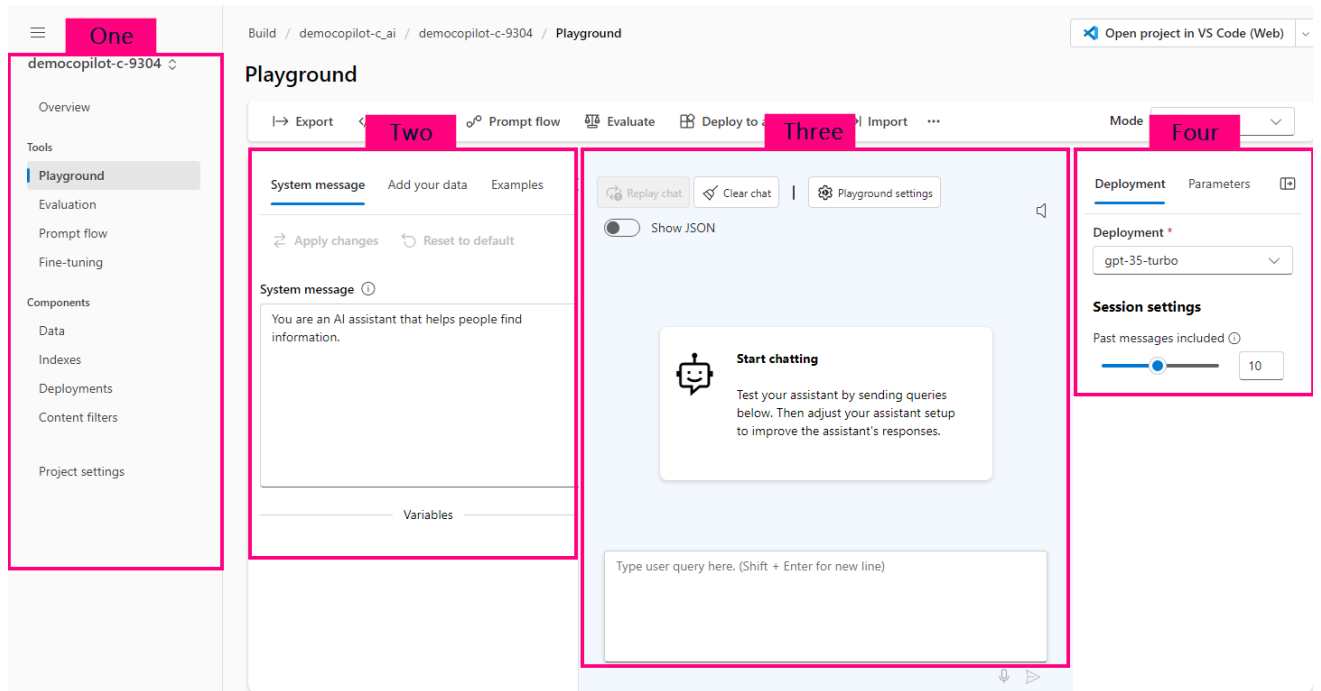 One
democopilot-c-9304
Overview
Tools
Playground
Evaluation
Prompt flow
Fine-tuning
Components
Data
Indexes
Deployments
Content filters
Project settings
Build / democopilot-c_ai / democopilot-c-9304 / Playground
Open project in VS Code (Web)
Playground
Export
Prompt flow
Evaluate
Deploy to a
Import
...
Mode
Two
System message
Add your data
Examples
Apply changes
Reset to default
System message
You are an AI assistant that helps people find
information.
Variables
Three
Replay chat
Clear chat
Playground settings
Show JSON
Start chatting
Test your assistant by sending queries
below. Then adjust your assistant setup
to improve the assistant's responses.
Type user query here. (Shift + Enter for new line)
Four
Deployment
Parameters
Deployment *
gpt-35-turbo
Session settings
Past messages included
10